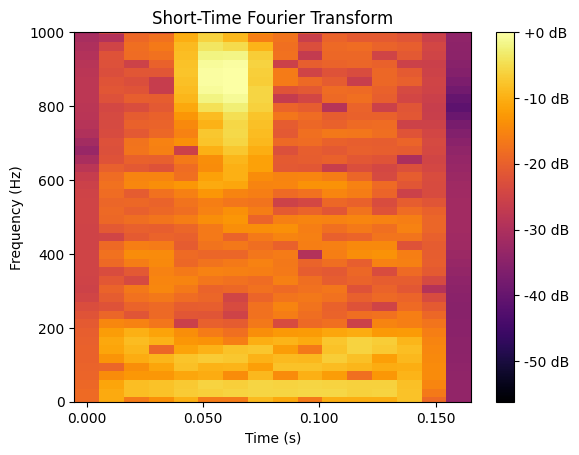 Short-Time Fourier Transform
1000
800
600
400
200
0
Frequency (Hz)
0.000
0.050
0.100
0.150
Time (s)
+0 dB
-10 dB
-20 dB
-30 dB
-40 dB
-50 dB